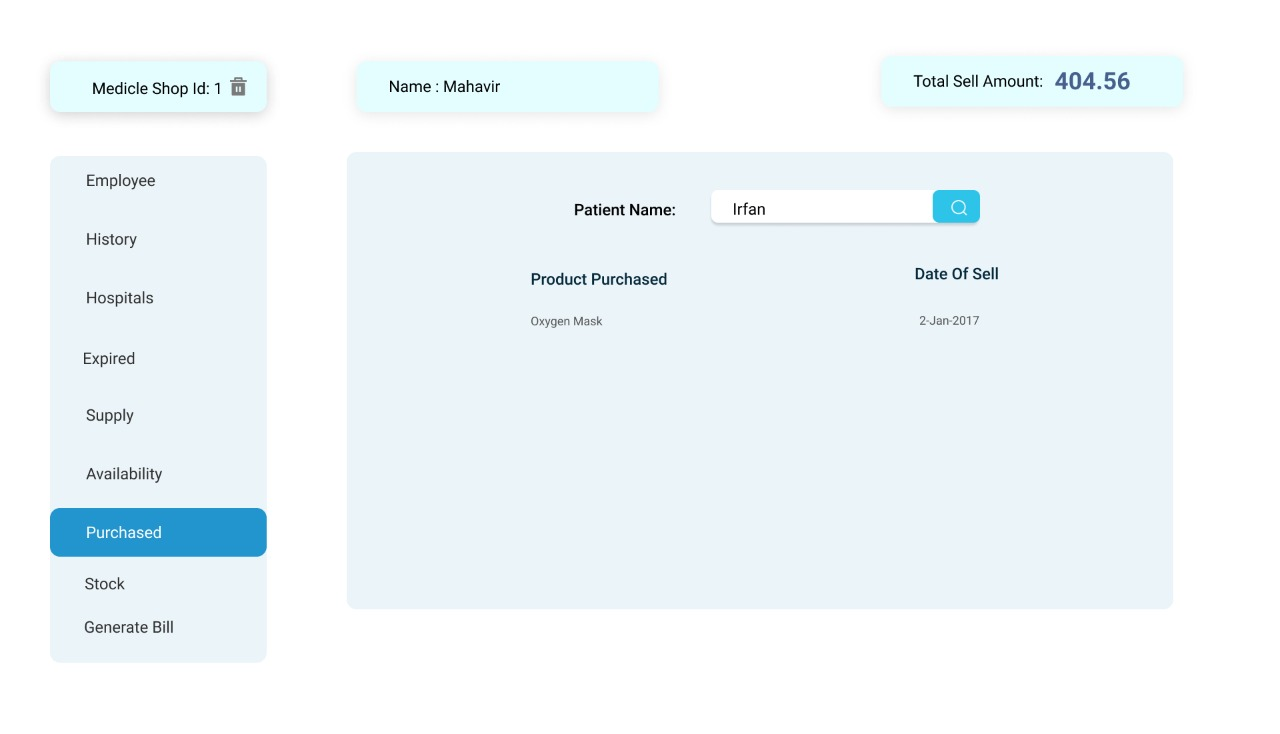 Medicle Shop Id: 1
Name : Mahavir
Total Sell Amount: 404.56
Employee
History
Hospitals
Expired
Supply
Availability
Purchased
Stock
Generate Bill
Patient Name: Irfan
Product Purchased
Date Of Sell
Oxygen Mask
2-Jan-2017